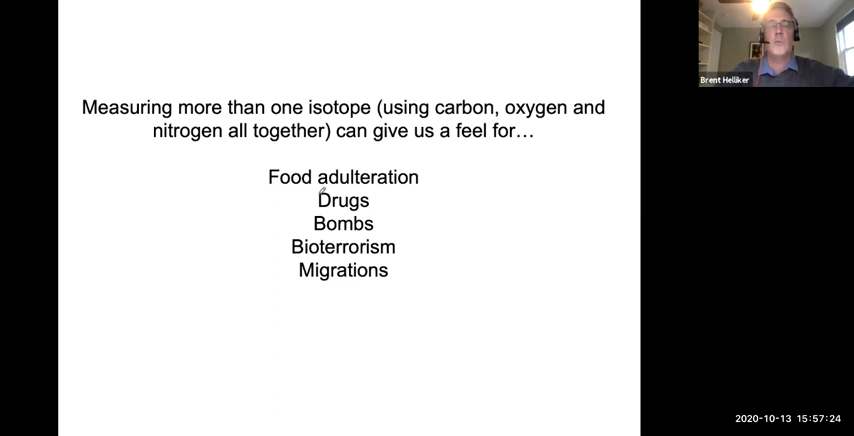 Measuring more than one isotope (using carbon, oxygen and
nitrogen all together) can give us a feel for…
Food adulteration
Drugs
Bombs
Bioterrorism
Migrations
Brent Helliker
2020-10-13 15:57:24